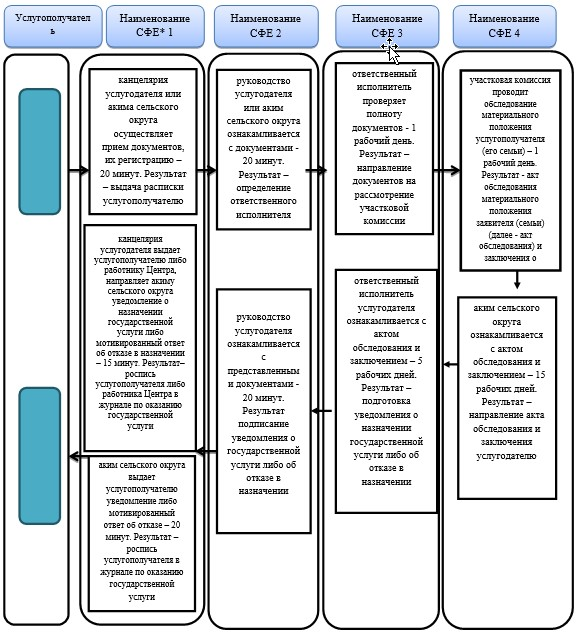 Услугополучател
ь
Наименование
СФЕ* 1
Наименование
СФЕ 2
Наименование
СФЕ 3
Наименование
СФЕ 4
канцелярия
услугодателя или
акима сельского
округа
осуществляет
прием документов,
их регистрацию –
20 минут. Результат
– выдача расписки
услугополучателю
руководство
услугодателя
или аким
сельского округа
ознакамливается
с документами -
20 минут.
Результат –
определение
ответственного
исполнителя
ответственный
исполнитель
проверяет
полноту
документов - 1
рабочий день.
Результат –
направление
документов на
рассмотрение
участковой
комиссии
участковая комиссия
проводит
обследование
материального
положения
услугополучателя
(его семьи) – 1
рабочий день.
Результат - акт
обследования
материального
положения
заявителя (семьи)
(далее - акт
обследования) и
заключения о
канцелярия
услугодателя выдает
услугополучателю либо
работнику Центра,
направляет акиму
сельского округа
уведомление о
назначении
государственной
услуги либо
мотивированный ответ
об отказе в назначении
– 15 минут. Результат–
роспись
услугополучателя либо
работника Центра в
журнале по оказанию
государственной
услуги
руководство
услугодателя
ознакамливается
с
представленным
и документами -
20 минут.
Результат
подписание
уведомления о
государственной
услуги либо об
отказе в
назначении
ответственный
исполнитель
услугодателя
ознакамливается с
актом
обследования и
заключением – 5
рабочих дней.
Результат –
подготовка
уведомления о
назначении
государственной
услуги либо об
отказе в
назначении
аким сельского
округа
ознакамливается
с актом
обследования и
заключением – 15
рабочих дней.
Результат –
направление акта
обследования и
заключения
услугодателю
аким сельского округа
выдает
услугополучателю
уведомление либо
мотивированный
ответ об отказе – 20
минут. Результат –
роспись
услугополучателя в
журнале по оказанию
государственной
услуги